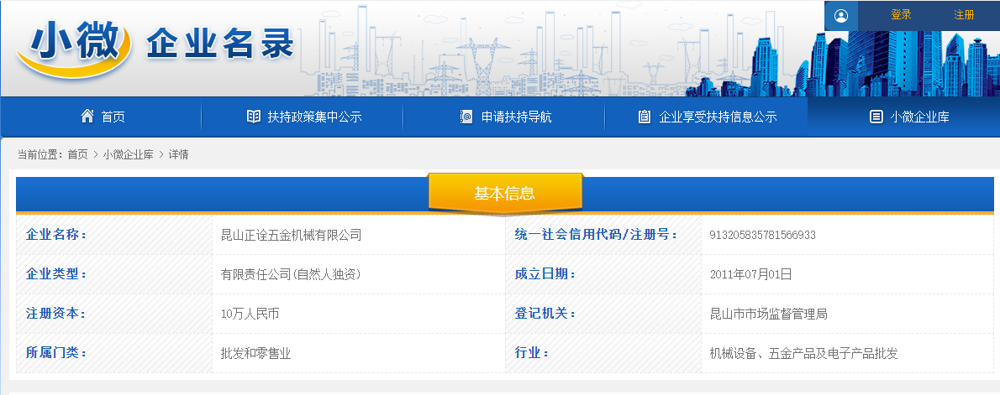 登录 注册
小微 企业名录
首页 扶持政策集中公示 申请扶持导航 企业享受扶持信息公示 小微企业库
当前位置：首页 > 小微企业库 > 详情
基本信息
企业名称： 昆山正诠五金机械有限公司 统一社会信用代码/注册号： 913205835781566933
企业类型： 有限责任公司(自然人独资) 成立日期： 2011年07月01日
注册资本： 10万人民币 登记机关： 昆山市市场监督管理局
所属门类： 批发和零售业 行业： 机械设备、五金产品及电子产品批发